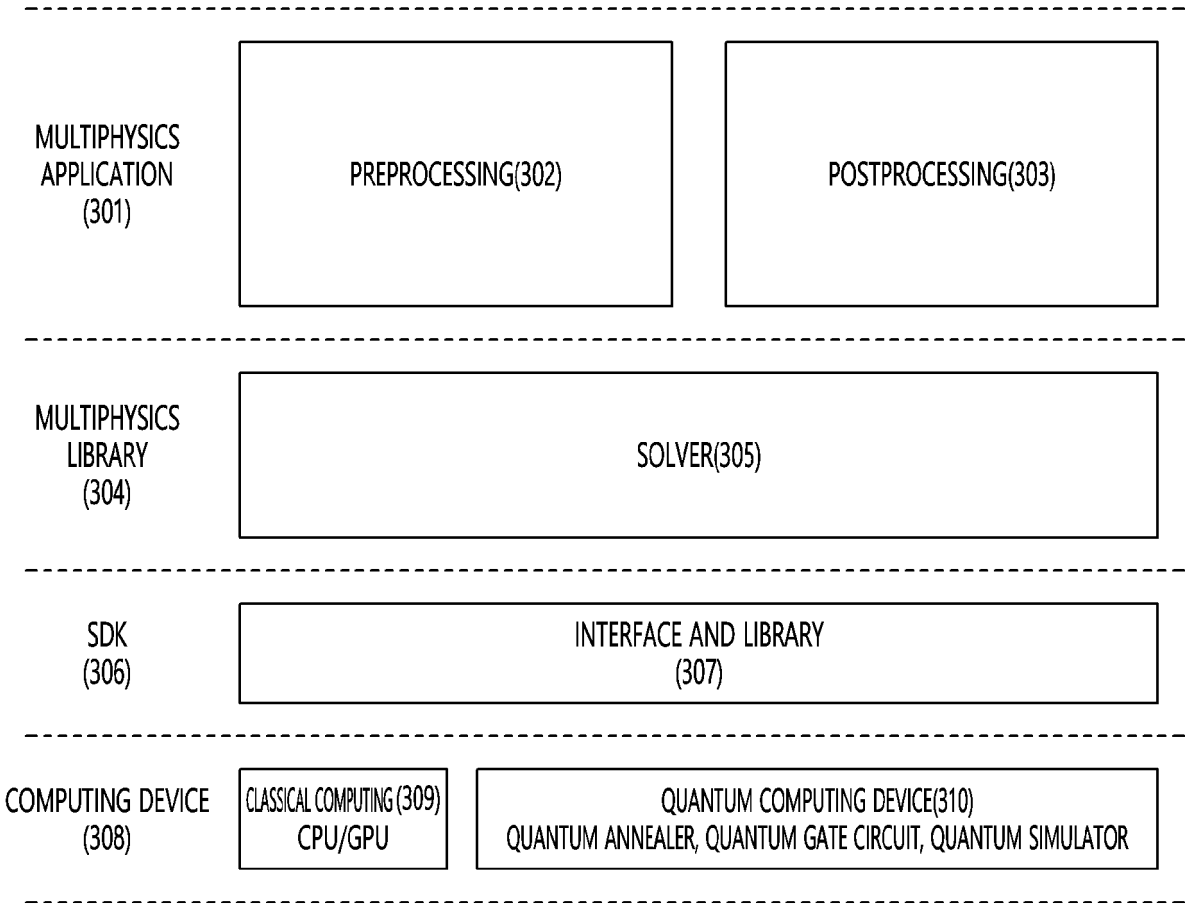 MULTIPHYSICS
APPLICATION
(301)
PREPROCESSING(302)
POSTPROCESSING(303)
MULTIPHYSICS
LIBRARY
(304)
SOLVER(305)
SDK
(306)
INTERFACE AND LIBRARY
(307)
COMPUTING DEVICE
(308)
CLASSICAL COMPUTING(309)
CPU/GPU
QUANTUM COMPUTING DEVICE(310)
QUANTUM ANNEALER, QUANTUM GATE CIRCUIT, QUANTUM SIMULATOR